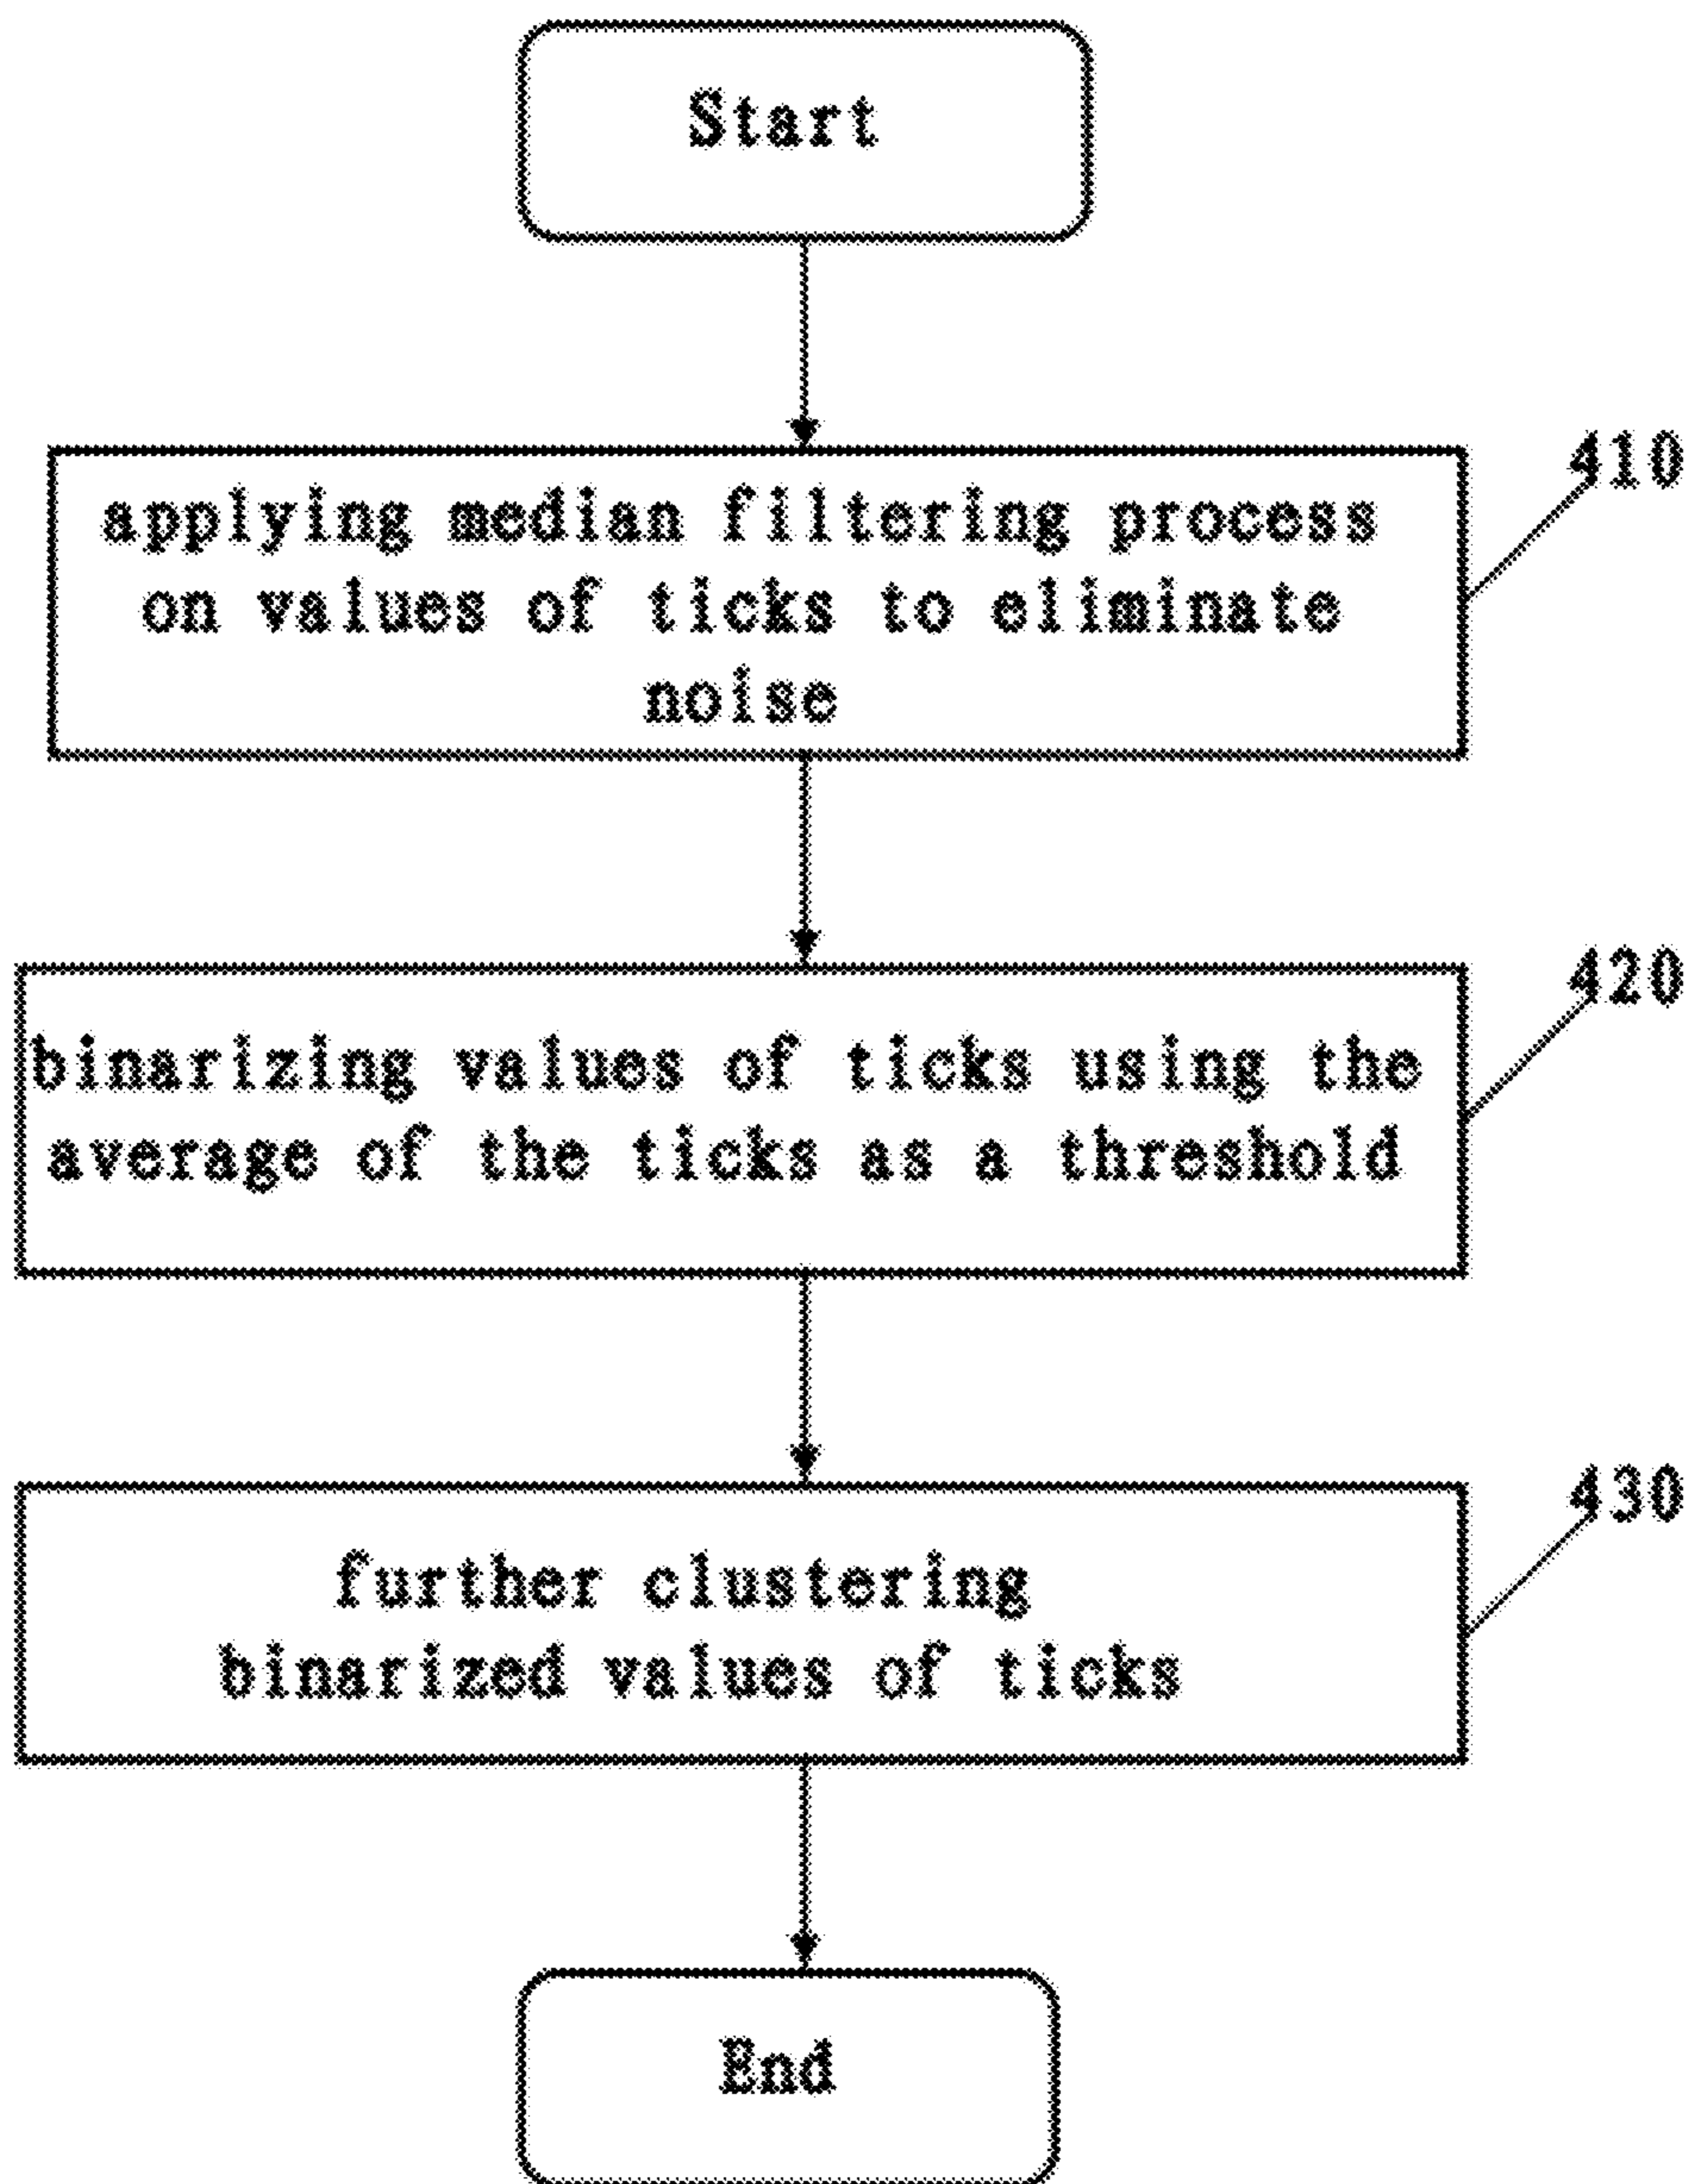 Start
410
applying median filtering process
on values of ticks to eliminate
noise
420
binarizing values of ticks using the
average of the ticks as a threshold
430
further clustering
binarized values of ticks
End